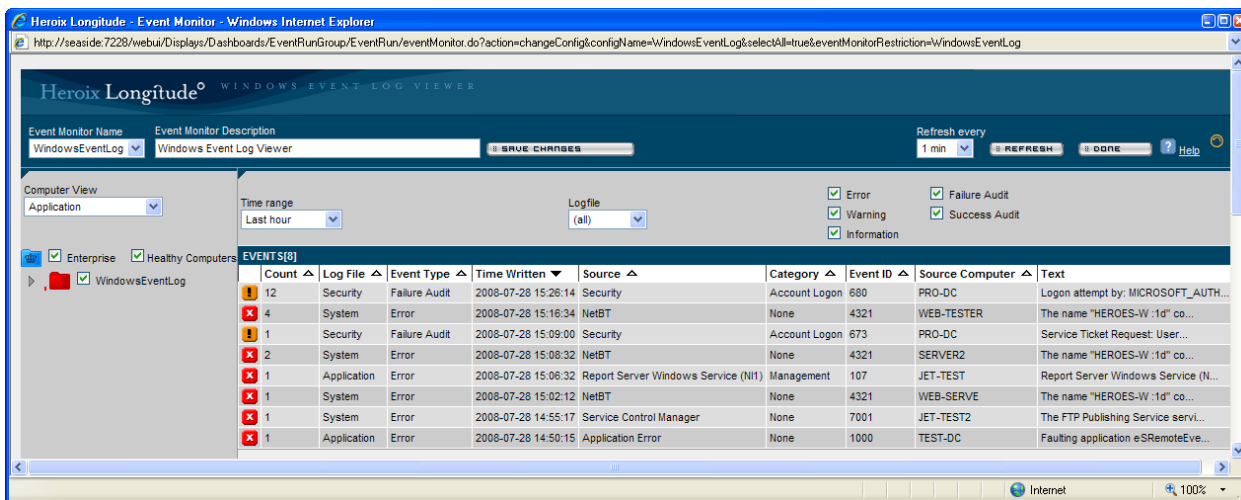 Heroix Longitude - Event Monitor - Windows Internet Explorer
http://seaside:7228/webui/Displays/Dashboards/EventRunGroup/EventRun/eventMonitor.do?action=changeConfig&configName=WindowsEventLog&selectAll=true&eventMonitorRestriction=WindowsEventLog
Heroix Longitude° WINDOWS EVENT LOG VIEWER
Event Monitor Name Event Monitor Description Refresh every
WindowsEventLog Windows Event Log Viewer SAVE CHANGES 1 min REFRESH DONE ? Help
Computer View
Application
Time range Logfile
Last hour (all)
Error Failure Audit
Warning Success Audit
Information
Enterprise Healthy Computers
WindowsEventLog
EVENTS[8]
Count Log File Event Type Time Written Source Category Event ID Source Computer Text
12 Security Failure Audit 2008-07-28 15:26:14 Security Account Logon 680 PRO-DC Logon attempt by: MICROSOFT_AUTH...
4 System Error 2008-07-28 15:16:34 NetBT None 4321 WEB-TESTER The name "HEROES-W :1d" co...
1 Security Failure Audit 2008-07-28 15:09:00 Security Account Logon 673 PRO-DC Service Ticket Request: User...
2 System Error 2008-07-28 15:08:32 NetBT None 4321 SERVER2 The name "HEROES-W :1d" co...
1 Application Error 2008-07-28 15:06:32 Report Server Windows Service (NI1) Management 107 JET-TEST Report Server Windows Service (N...
1 System Error 2008-07-28 15:02:12 NetBT None 4321 WEB-SERVE The name "HEROES-W :1d" co...
1 System Error 2008-07-28 14:55:17 Service Control Manager None 7001 JET-TEST2 The FTP Publishing Service servi...
1 Application Error 2008-07-28 14:50:15 Application Error None 1000 TEST-DC Faulting application eSRemoteEve...
Internet 100%